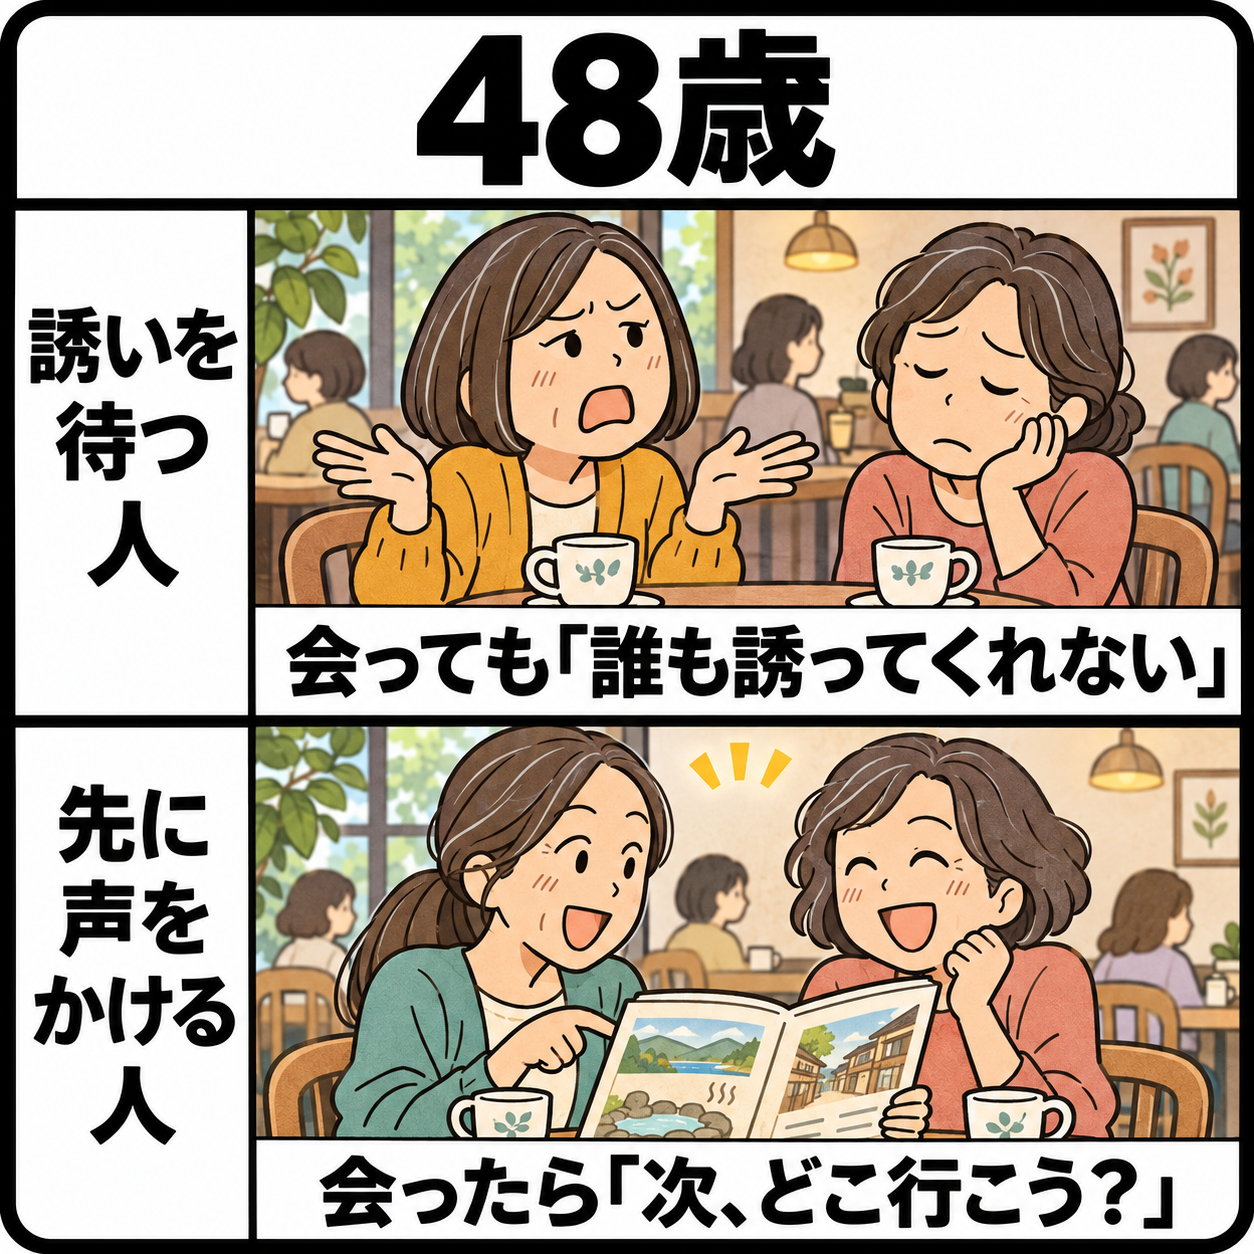 48歳
誘いを
待つ
人
会っても「誰も誘ってくれない」
先に
声を
かける
人
会ったら「次、どこ行こう？」